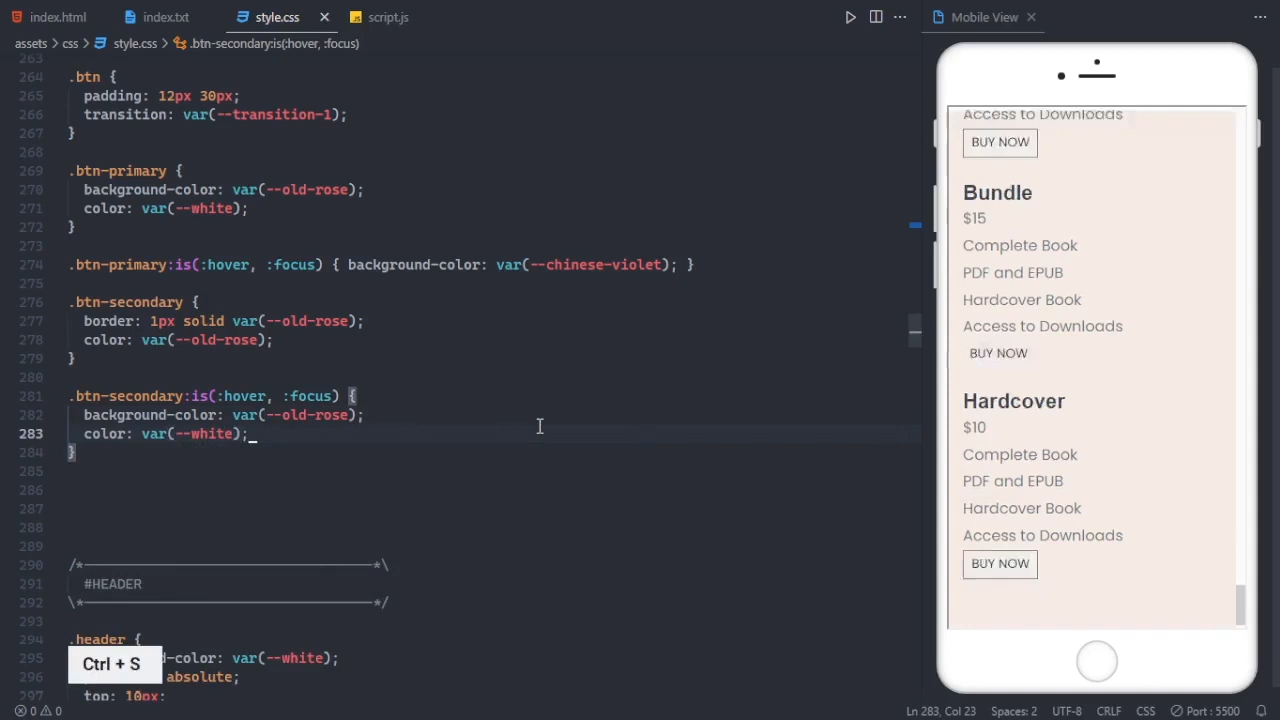 index.html
index.txt
style.css
script.js
Mobile View
assets > css > style.css > .btn-secondary:is(:hover, :focus)
263
264 .btn {
265 padding: 12px 30px;
266 transition: var(--transition-1);
267 }
268
269 .btn-primary {
270 background-color: var(--old-rose);
271 color: var(--white);
272 }
273
274 .btn-primary:is(:hover, :focus) { background-color: var(--chinese-violet); }
275
276 .btn-secondary {
277 border: 1px solid var(--old-rose);
278 color: var(--old-rose);
279 }
280
281 .btn-secondary:is(:hover, :focus) {
282 background-color: var(--old-rose);
283 color: var(--white);
284 }
285
286
287
288
289
290 /*———————————————————————————————————*\
291 #HEADER
292 \*———————————————————————————————————*/
293
294 .header {
295 d-color: var(--white);
296 absolute;
297 top: 10px;
Ctrl + S
Access to Downloads
BUY NOW
Bundle
$15
Complete Book
PDF and EPUB
Hardcover Book
Access to Downloads
BUY NOW
Hardcover
$10
Complete Book
PDF and EPUB
Hardcover Book
Access to Downloads
BUY NOW
0 0
Ln 283, Col 23
Spaces: 2
UTF-8
CRLF
CSS
Port : 5500